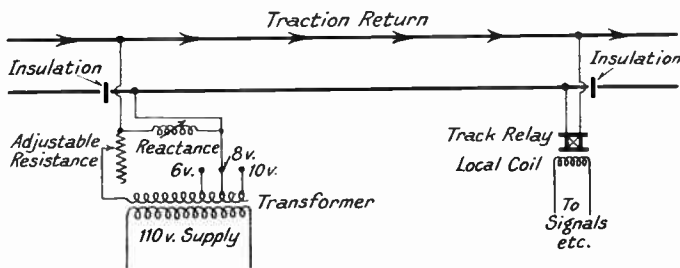 Traction Return
Insulation
Insulation
Adjustable
Resistance
Reactance
6v.
8v.
10v.
Transformer
110v. Supply
Track Relay
Local Coil
To
Signals
etc.